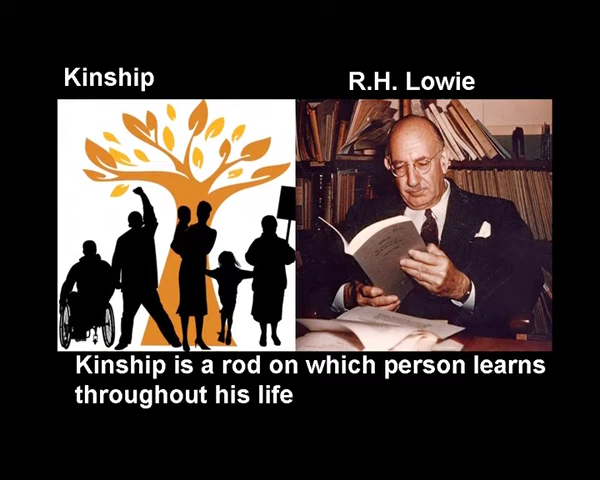 Kinship
R.H. Lowie
Kinship is a rod on which person learns
throughout his life